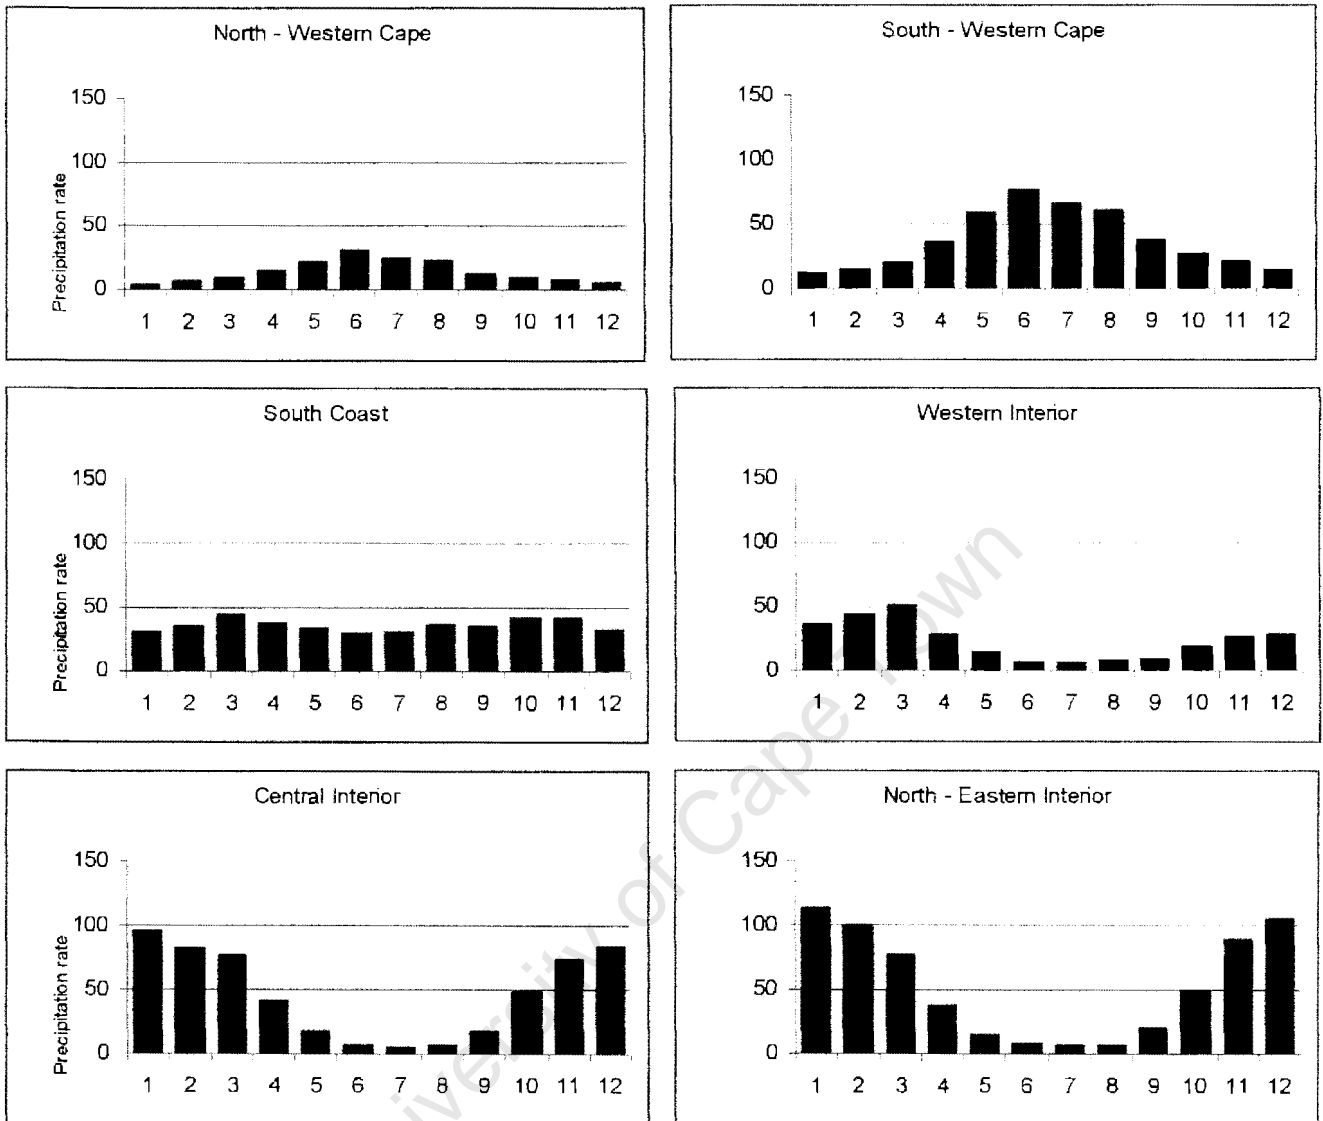 North - Western Cape
150
100
50
0
Precipitation rate
1 2 3 4 5 6 7 8 9 10 11 12
South - Western Cape
150
100
50
0
1 2 3 4 5 6 7 8 9 10 11 12
South Coast
150
100
50
0
Precipitation rate
1 2 3 4 5 6 7 8 9 10 11 12
Western Interior
150
100
50
0
1 2 3 4 5 6 7 8 9 10 11 12
Central Interior
150
100
50
0
Precipitation rate
1 2 3 4 5 6 7 8 9 10 11 12
North - Eastern Interior
150
100
50
0
1 2 3 4 5 6 7 8 9 10 11 12
iversity of Cape Town